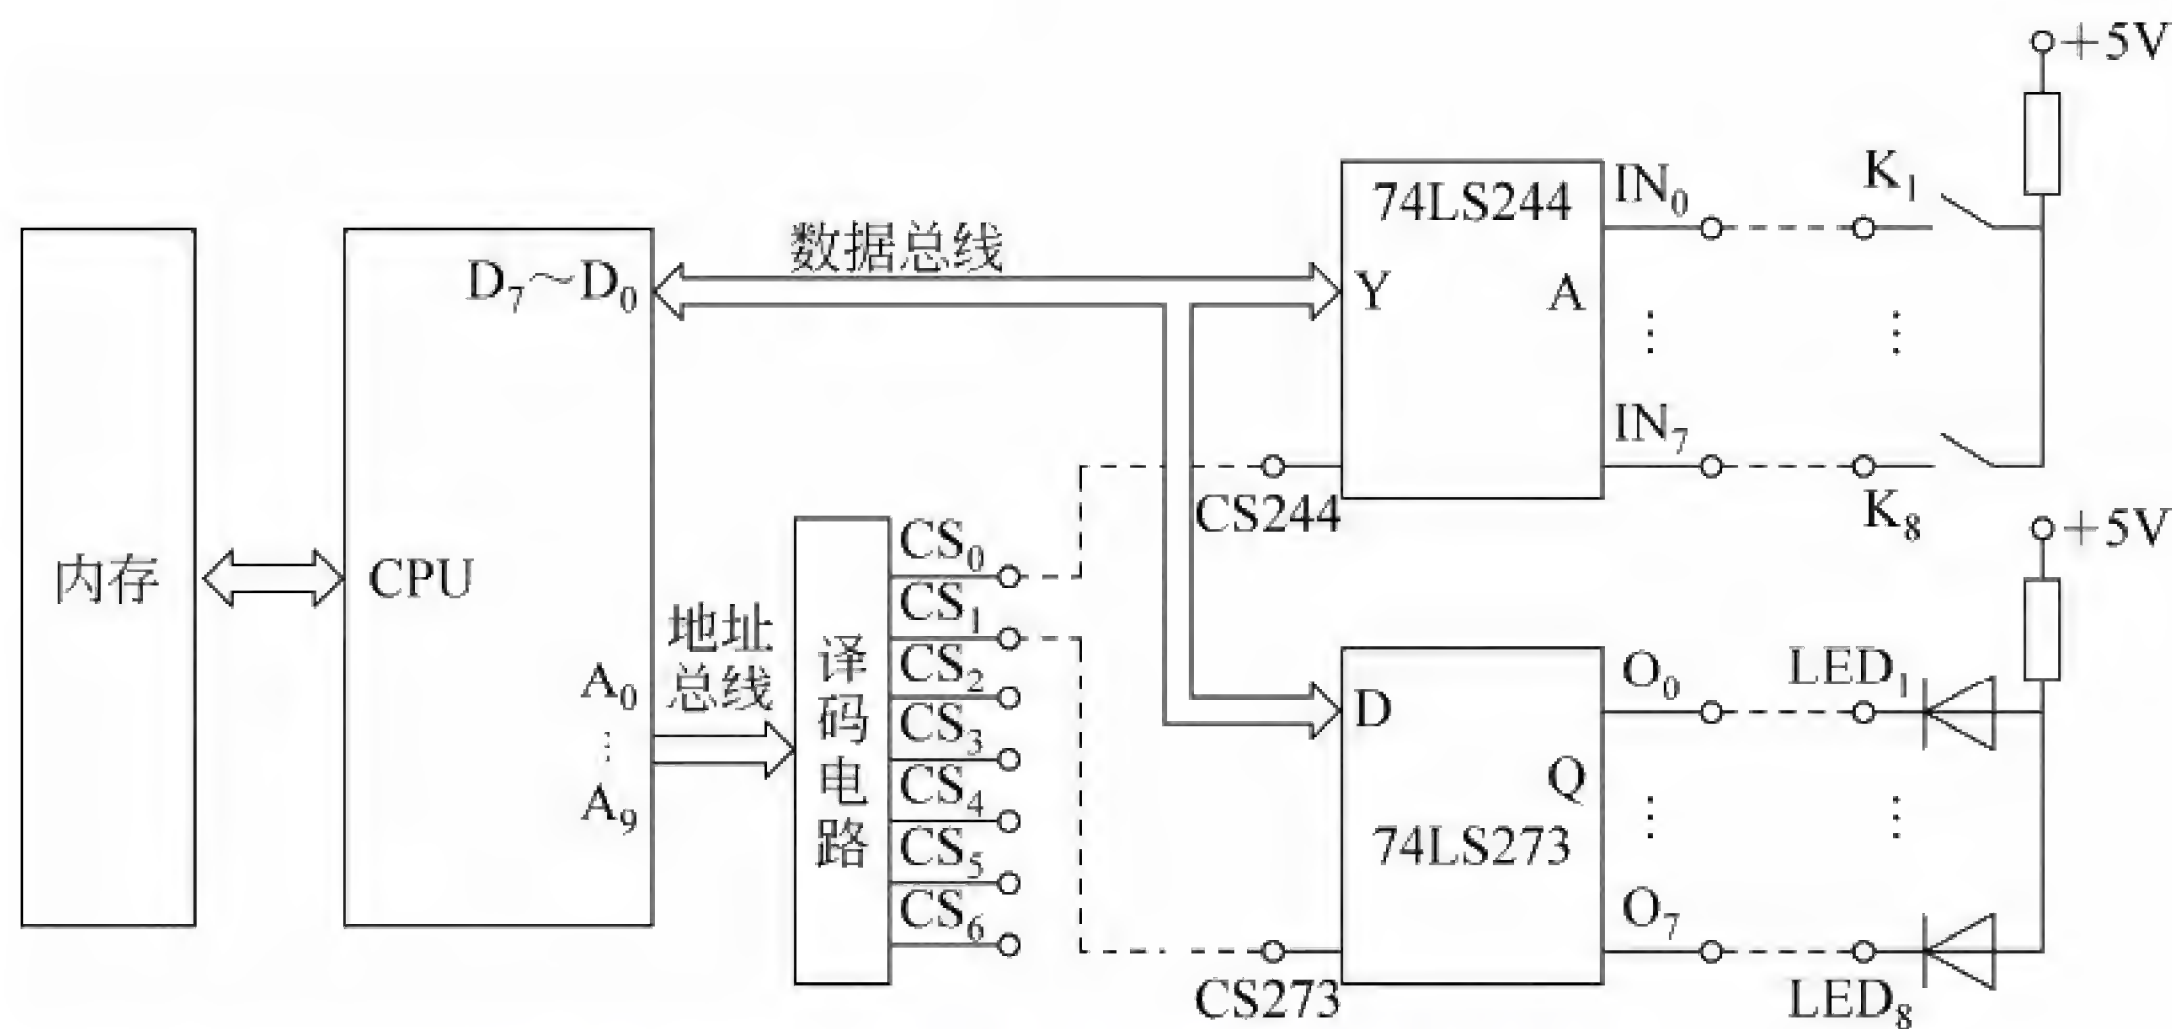 +5V
74LS244
IN₀
K₁
数据总线
D₇～D₀
Y
A
⋮
⋮
IN₇
CS244
K₈
+5V
内存
CPU
地址
总线
A₀
⋮
A₉
译
码
电
路
CS₀
CS₁
CS₂
CS₃
CS₄
CS₅
CS₆
D
O₀
LED₁
Q
74LS273
⋮
⋮
O₇
CS273
LED₈